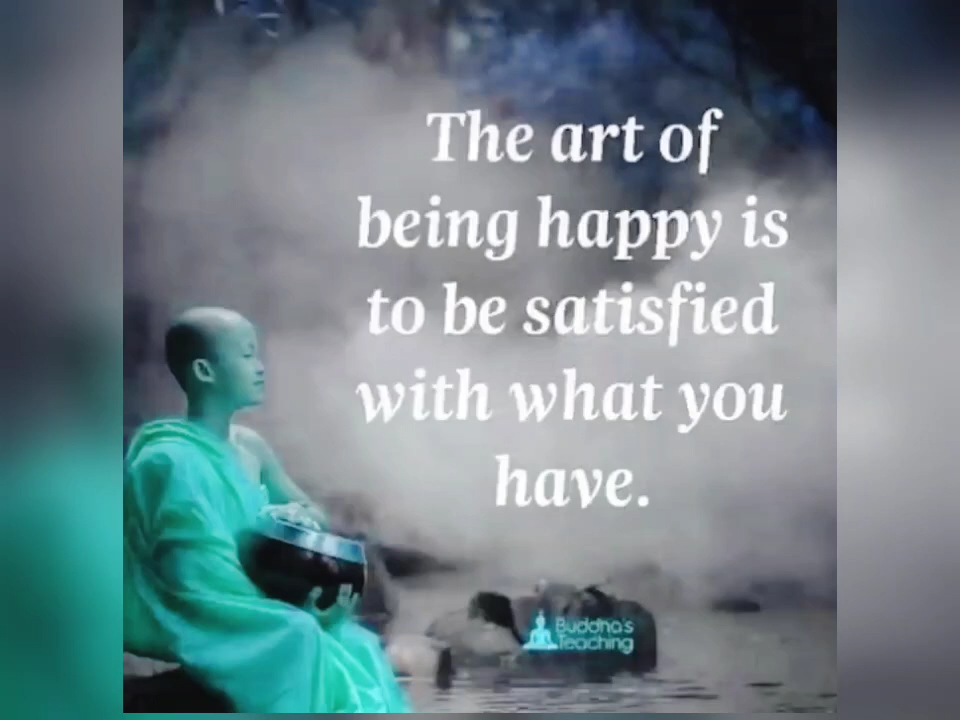 The art of
being happy is
to be satisfied
with what you
have.
Buddha's
Teaching